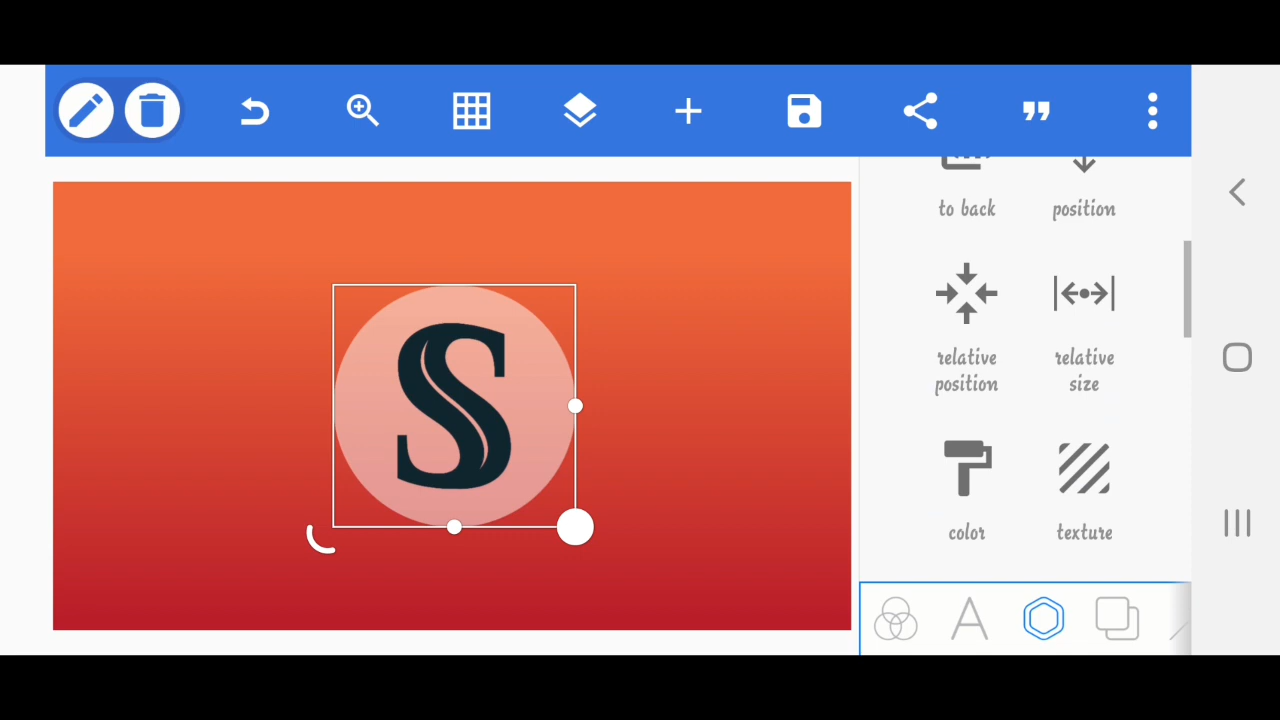 to back
position
relative
position
relative
size
S
color
texture